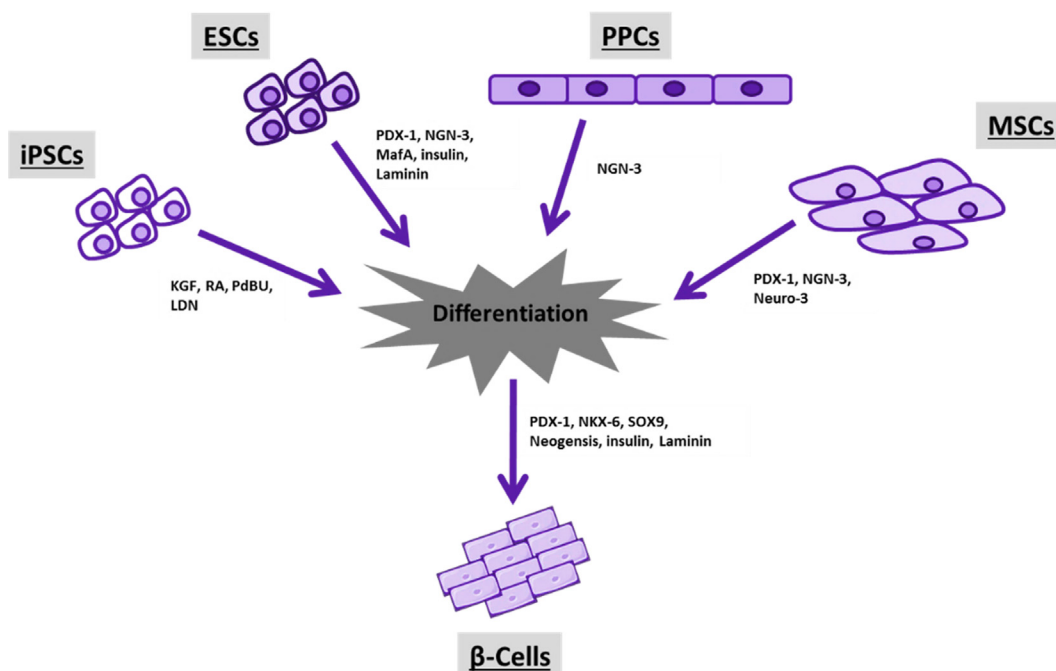 ESCs
PPCs
MSCs
iPSCs
PDX-1, NGN-3,
MafA, insulin,
Laminin
NGN-3
KGF, RA, PdBU,
LDN
PDX-1, NGN-3,
Neuro-3
Differentiation
PDX-1, NKX-6, SOX9,
Neogensis, insulin, Laminin
β-Cells